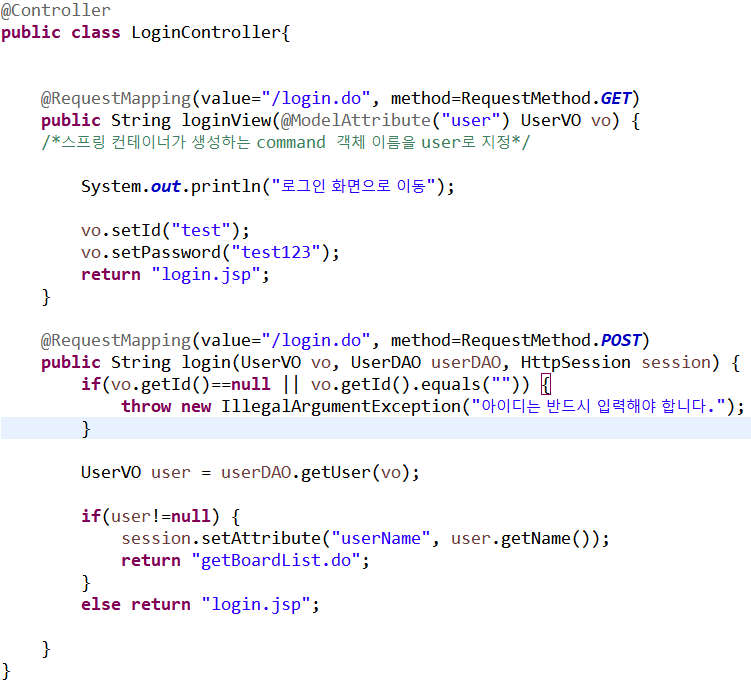 @Controller
public class LoginController{
@RequestMapping(value="/login.do", method=RequestMethod.GET)
public String loginView(@ModelAttribute("user") UserVO vo) {
/*스프링 컨테이너가 생성하는 command 객체 이름을 user로 지정*/
System.out.println("로그인 화면으로 이동");
vo.setId("test");
vo.setPassword("test123");
return "login.jsp";
}
@RequestMapping(value="/login.do", method=RequestMethod.POST)
public String login(UserVO vo, UserDAO userDAO, HttpSession session) {
if(vo.getId()==null || vo.getId().equals("")) {
throw new IllegalArgumentException("아이디는 반드시 입력해야 합니다.");
}
UserVO user = userDAO.getUser(vo);
if(user!=null) {
session.setAttribute("userName", user.getName());
return "getBoardList.do";
}
else return "login.jsp";
}
}